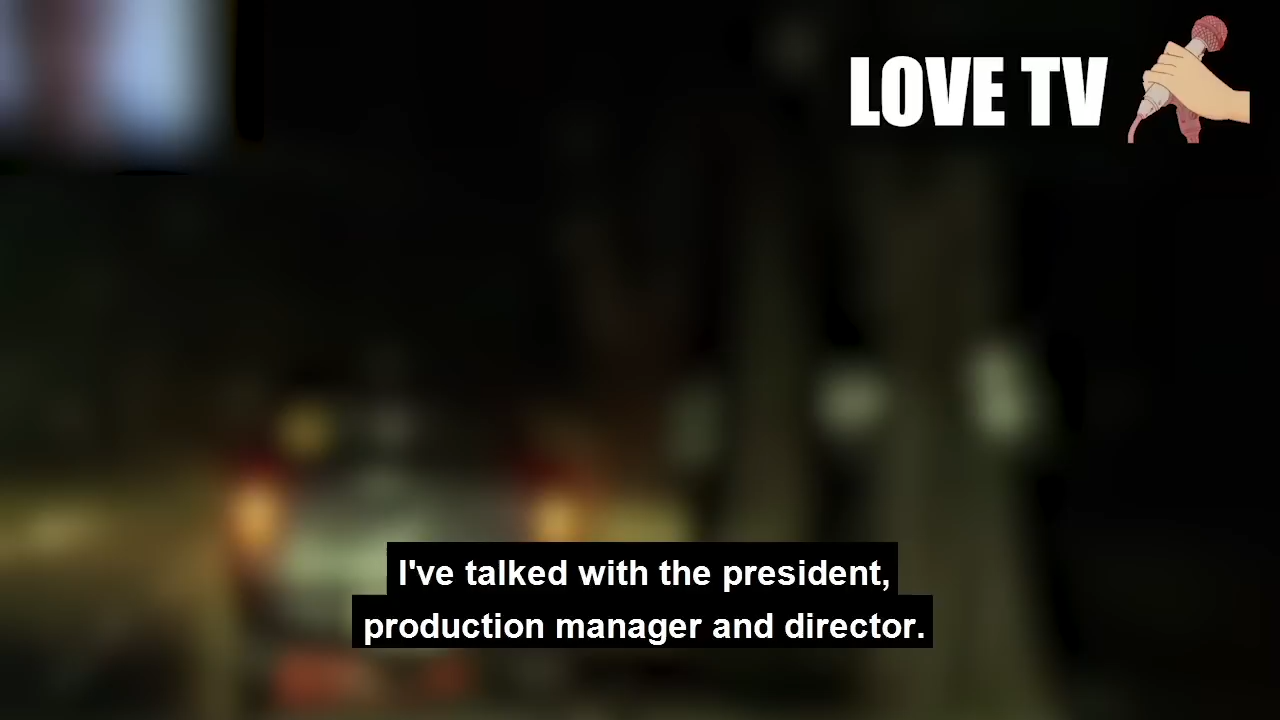 LOVE TV
I've talked with the president,
production manager and director.